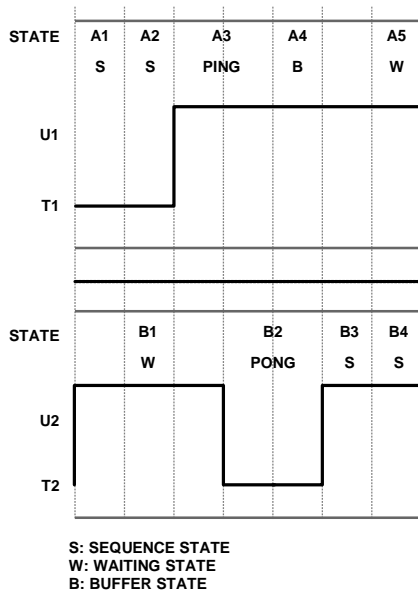 STATE A1 A2 A3 A4 A5
S S PING B W
U1
T1
STATE B1 B2 B3 B4
W PONG S S
U2
T2
S: SEQUENCE STATE
W: WAITING STATE
B: BUFFER STATE